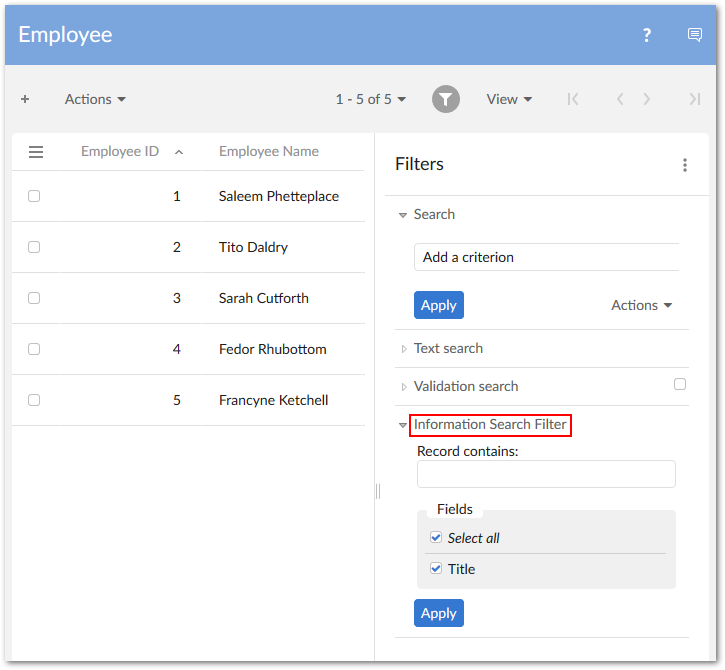 Employee
?
+ Actions 1 - 5 of 5 View
Employee ID Employee Name
1 Saleem Phetteplace
2 Tito Daldry
3 Sarah Cutforth
4 Fedor Rhubottom
5 Francyne Ketchell
Filters
Search
Add a criterion
Apply Actions
Text search
Validation search
Information Search Filter
Record contains:
Fields
Select all
Title
Apply